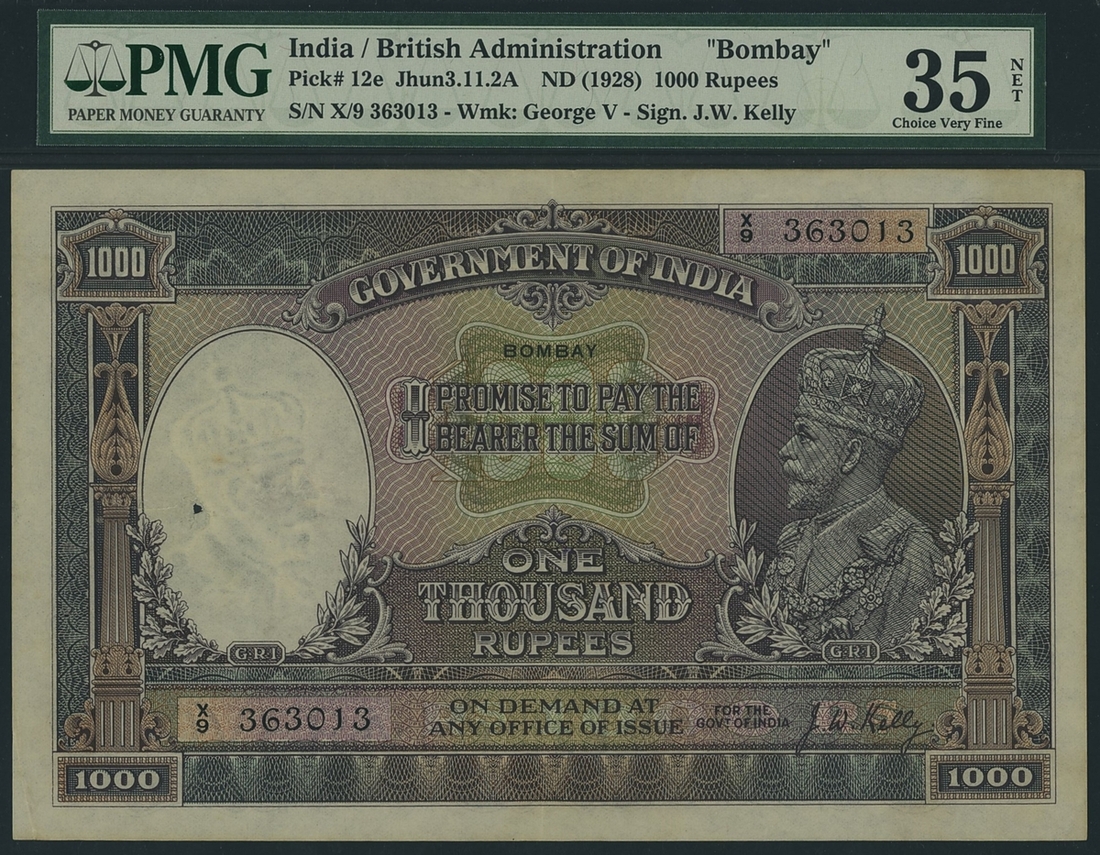 PMG
PAPER MONEY GUARANTY
India / British Administration "Bombay"
Pick# 12e Jhun3.11.2A ND (1928) 1000 Rupees
S/N X/9 363013 - Wmk: George V - Sign. J.W. Kelly
35
NET
Choice Very Fine
X/9 363013
1000
1000
GOVERNMENT OF INDIA
BOMBAY
I PROMISE TO PAY THE
BEARER THE SUM OF
ONE
THOUSAND
RUPEES
G.R.I.
G.R.I.
X/9 363013
ON DEMAND AT
ANY OFFICE OF ISSUE
FOR THE
GOVT OF INDIA
J. W. Kelly.
1000
1000